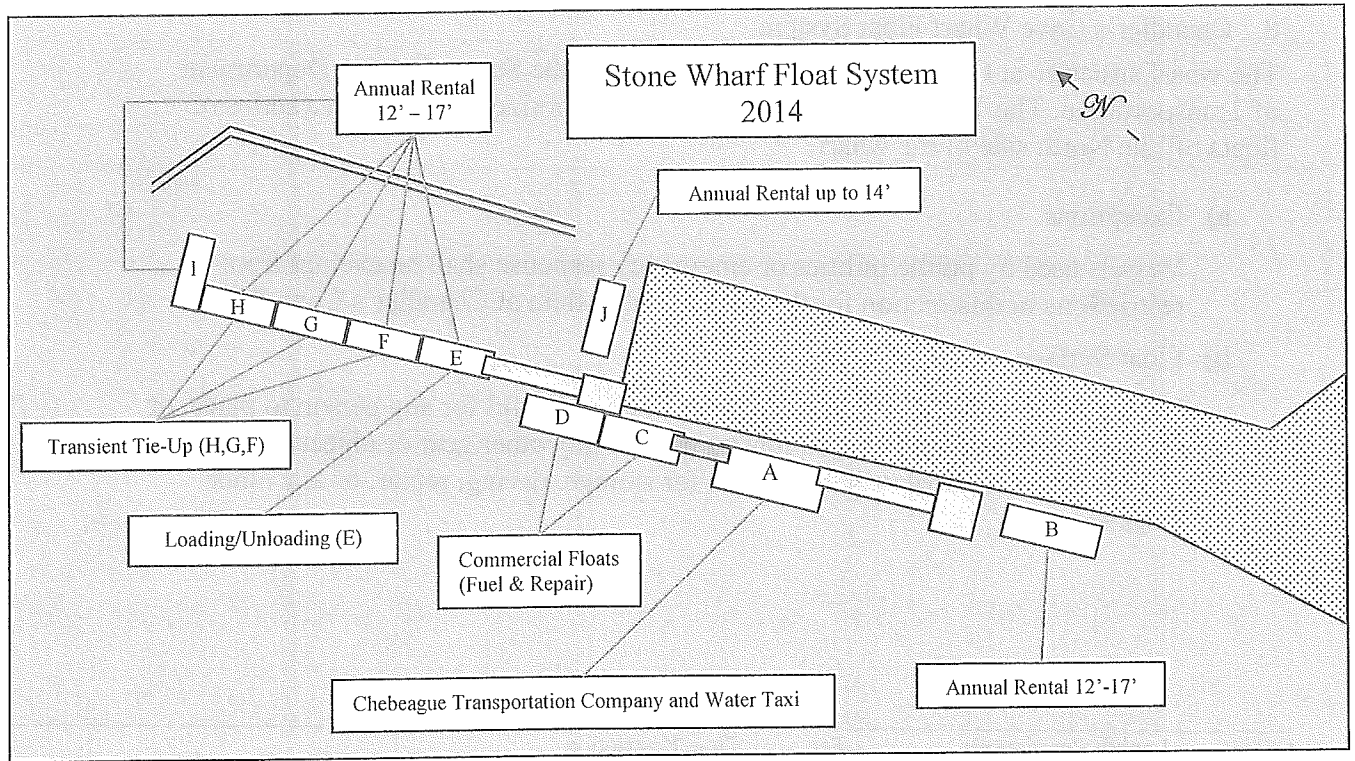 Stone Wharf Float System
2014
N
Annual Rental
12’ – 17’
Annual Rental up to 14’
I
H
G
F
E
J
D
C
A
B
Transient Tie-Up (H,G,F)
Loading/Unloading (E)
Commercial Floats
(Fuel & Repair)
Chebeague Transportation Company and Water Taxi
Annual Rental 12’-17’